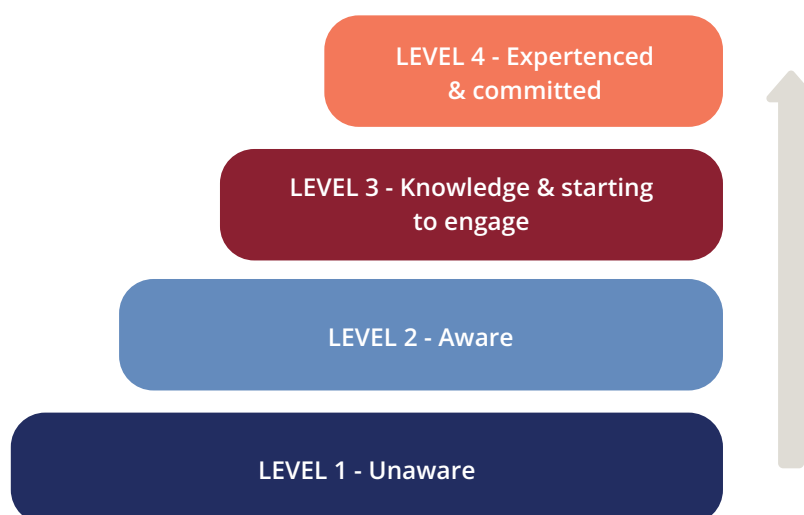 LEVEL 4 - Expertenced
& committed
LEVEL 3 - Knowledge & starting
to engage
LEVEL 2 - Aware
LEVEL 1 - Unaware